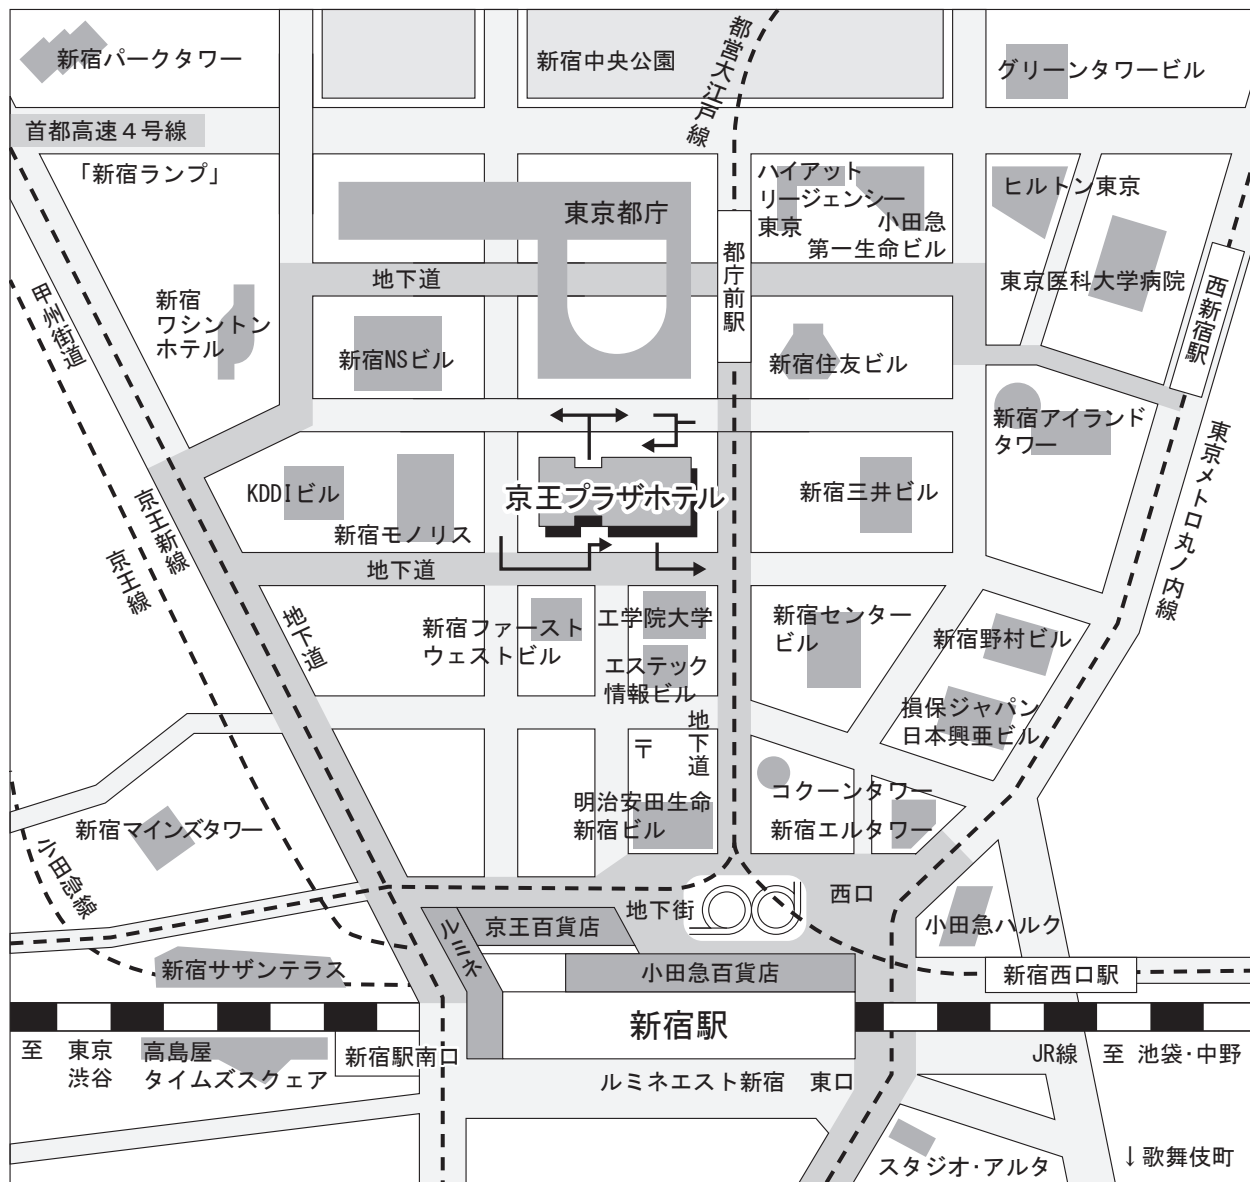 新宿パークタワー
新宿中央公園
都営大江戸線
グリーンタワービル
首都高速４号線
「新宿ランプ」
東京都庁
ハイアット
リージェンシー
東京
小田急
第一生命ビル
ヒルトン東京
東京医科大学病院
地下道
都庁前駅
西新宿駅
甲州街道
新宿
ワシントン
ホテル
新宿NSビル
新宿住友ビル
新宿アイランド
タワー
東京メトロ丸ノ内線
KDDIビル
新宿モノリス
京王プラザホテル
新宿三井ビル
京王新線
京王線
地下道
地下道
新宿ファースト
ウェストビル
工学院大学
エステック
情報ビル
新宿センター
ビル
新宿野村ビル
損保ジャパン
日本興亜ビル
〒
地下道
明治安田生命
新宿ビル
コクーンタワー
新宿エルタワー
新宿マインズタワー
小田急線
地下街
西口
小田急ハルク
ルミネ
京王百貨店
新宿サザンテラス
小田急百貨店
新宿西口駅
新宿駅
至 東京
渋谷
高島屋
タイムズスクェア
新宿駅南口
JR線 至 池袋･中野
ルミネエスト新宿 東口
スタジオ･アルタ
↓歌舞伎町